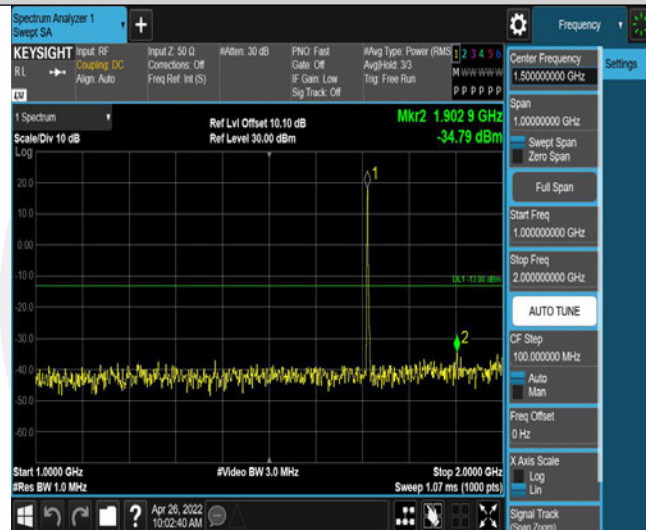 Spectrum Analyzer 1
Swept SA
Frequency
KEYSIGHT
RL
Input: RF
Coupling: DC
Align: Auto
Input Z: 50 Ω
Corrections: Off
Freq Ref: Int (S)
#Atten: 30 dB
PNO: Fast
Gate: Off
IF Gain: Low
Sig Track: Off
#Avg Type: Power (RMS
Avg|Hold: 3/3
Trig: Free Run
1 2 3 4 5 6
M W W W W W
P P P P P P
LXI
1 Spectrum
Scale/Div 10 dB
Ref Lvl Offset 10.10 dB
Ref Level 30.00 dBm
Mkr2 1.902 9 GHz
-34.79 dBm
Log
1
20.0
10.0
0.00
-10.0
DL1 -13.00 dBm
-20.0
2
-30.0
-40.0
-50.0
-60.0
Start 1.0000 GHz
#Res BW 1.0 MHz
#Video BW 3.0 MHz
Stop 2.0000 GHz
Sweep 1.07 ms (1000 pts)
?
Apr 26, 2022
10:02:40 AM
Center Frequency
1.500000000 GHz
Settings
Span
1.00000000 GHz
Swept Span
Zero Span
Full Span
Start Freq
1.000000000 GHz
Stop Freq
2.000000000 GHz
AUTO TUNE
CF Step
100.000000 MHz
Auto
Man
Freq Offset
0 Hz
X Axis Scale
Log
Lin
Signal Track
(Span Zoom)